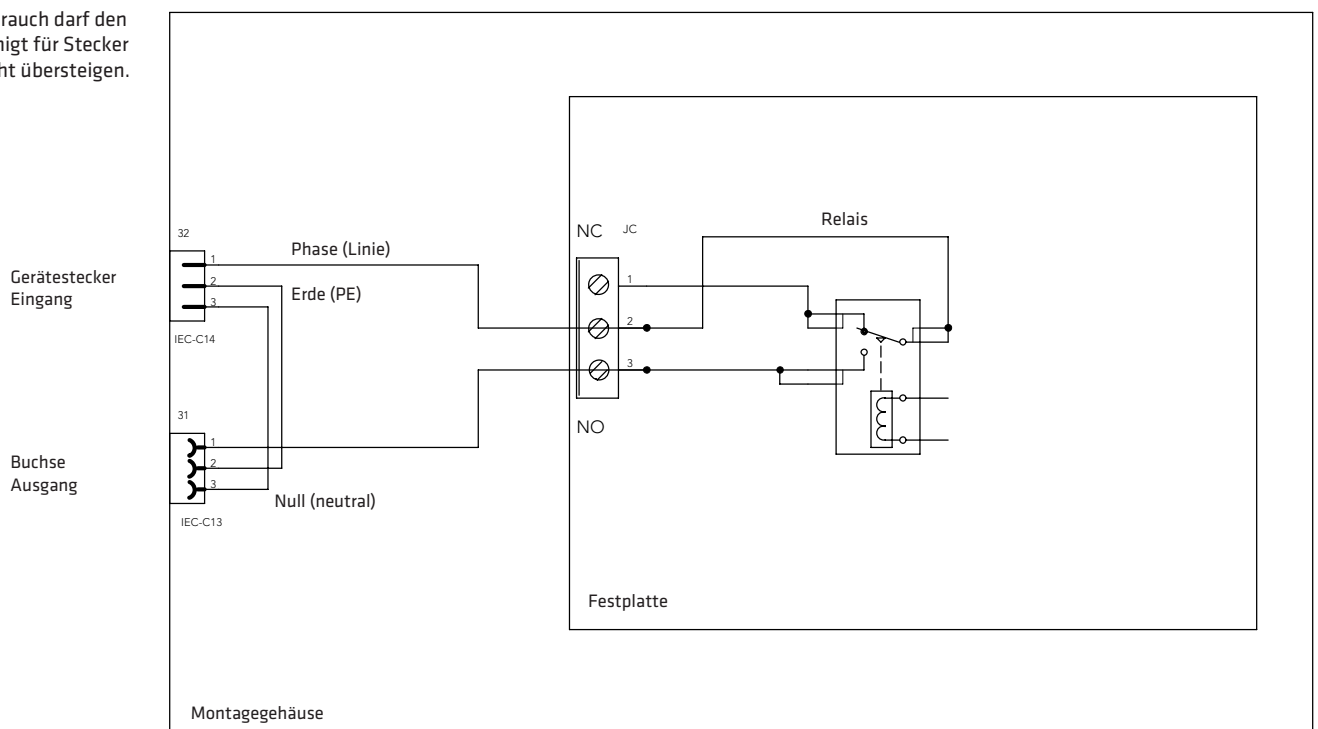 rauch darf den
nigt für Stecker
ht übersteigen.
32
1
2
3
Phase (Linie)
Erde (PE)
Gerätestecker
Eingang
IEC-C14
31
1
2
3
Buchse
Ausgang
IEC-C13
Null (neutral)
NC
JC
1
2
3
NO
Relais
Festplatte
Montagegehäuse